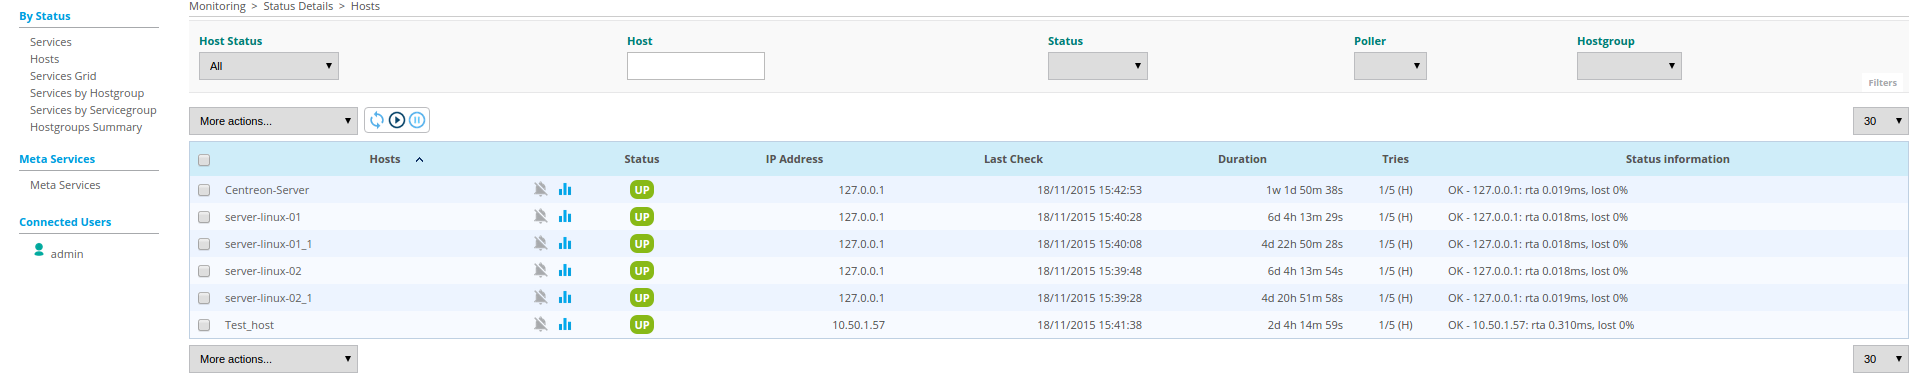 Monitoring > Status Details > Hosts
By Status
Services
Hosts
Services Grid
Services by Hostgroup
Services by Servicegroup
Hostgroups Summary
Meta Services
Meta Services
Connected Users
admin
Host Status Host Status Poller Hostgroup
All
Filters
More actions... 30
Hosts Status IP Address Last Check Duration Tries Status information
Centreon-Server UP 127.0.0.1 18/11/2015 15:42:53 1w 1d 50m 38s 1/5 (H) OK - 127.0.0.1: rta 0.019ms, lost 0%
server-linux-01 UP 127.0.0.1 18/11/2015 15:40:28 6d 4h 13m 29s 1/5 (H) OK - 127.0.0.1: rta 0.018ms, lost 0%
server-linux-01_1 UP 127.0.0.1 18/11/2015 15:40:08 4d 22h 50m 28s 1/5 (H) OK - 127.0.0.1: rta 0.018ms, lost 0%
server-linux-02 UP 127.0.0.1 18/11/2015 15:39:48 6d 4h 13m 54s 1/5 (H) OK - 127.0.0.1: rta 0.018ms, lost 0%
server-linux-02_1 UP 127.0.0.1 18/11/2015 15:39:28 4d 20h 51m 58s 1/5 (H) OK - 127.0.0.1: rta 0.019ms, lost 0%
Test_host UP 10.50.1.57 18/11/2015 15:41:38 2d 4h 14m 59s 1/5 (H) OK - 10.50.1.57: rta 0.310ms, lost 0%
More actions... 30